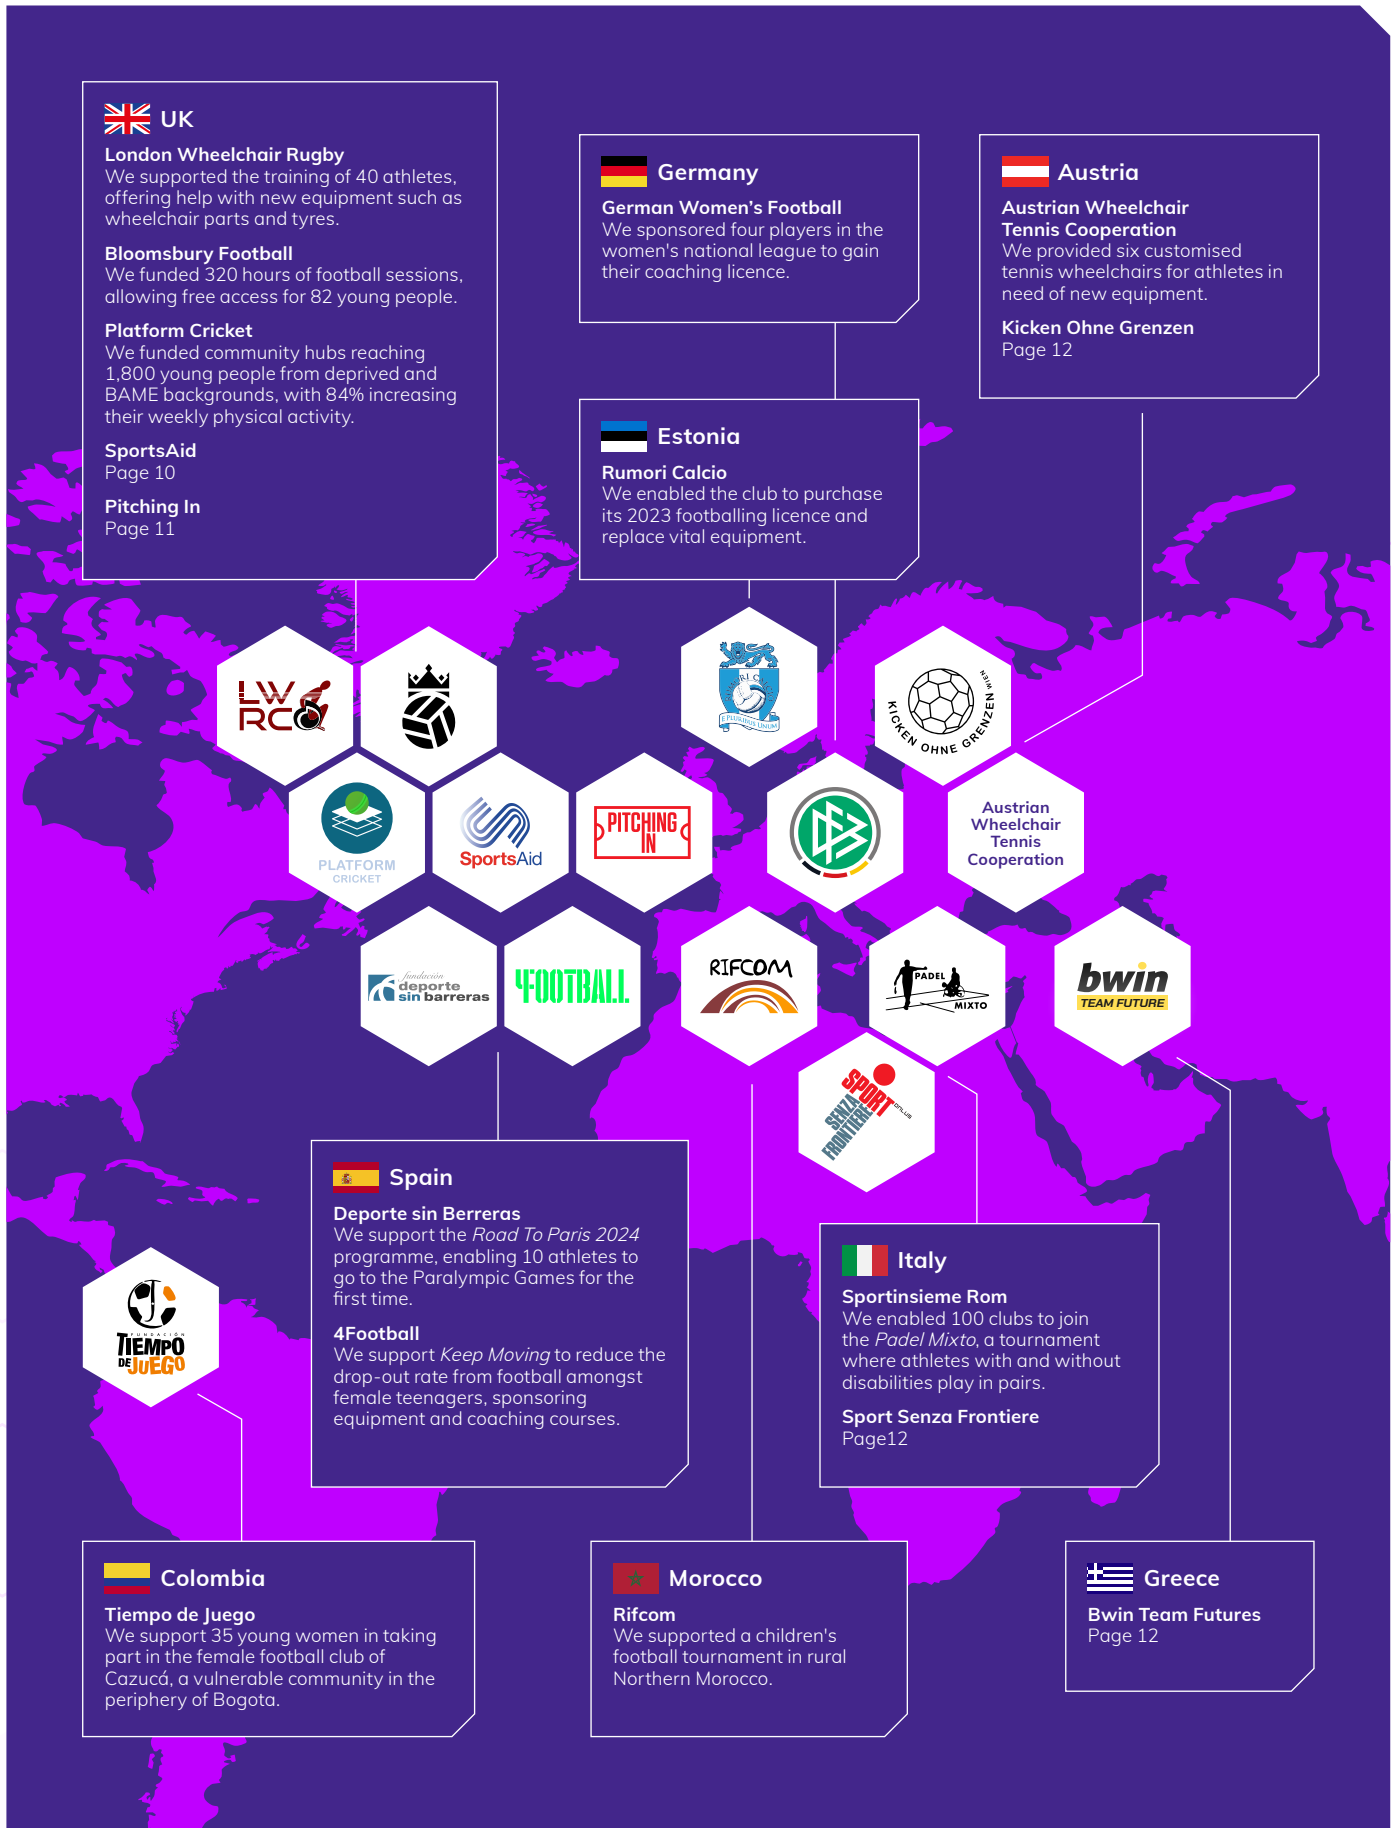 UK
London Wheelchair Rugby
We supported the training of 40 athletes,
offering help with new equipment such as
wheelchair parts and tyres.
Bloomsbury Football
We funded 320 hours of football sessions,
allowing free access for 82 young people.
Platform Cricket
We funded community hubs reaching
1,800 young people from deprived and
BAME backgrounds, with 84% increasing
their weekly physical activity.
SportsAid
Page 10
Pitching In
Page 11
Germany
German Women’s Football
We sponsored four players in the
women's national league to gain
their coaching licence.
Austria
Austrian Wheelchair
Tennis Cooperation
We provided six customised
tennis wheelchairs for athletes in
need of new equipment.
Kicken Ohne Grenzen
Page 12
Estonia
Rumori Calcio
We enabled the club to purchase
its 2023 footballing licence and
replace vital equipment.
LW
RC
RUMORI CALCIO
E PLURIBUS UNUM
KICKEN OHNE GRENZEN WIEN
PLATFORM
CRICKET
SportsAid
PITCHING
IN
DFB
Austrian
Wheelchair
Tennis
Cooperation
fundación
deporte
sin barreras
4FOOTBALL
RIFCOM
PADEL
MIXTO
bwin
TEAM FUTURE
SPORT
SENZA
FRONTIERE
ONLUS
FUNDACIÓN
TIEMPO
DE JUEGO
Spain
Deporte sin Berreras
We support the Road To Paris 2024
programme, enabling 10 athletes to
go to the Paralympic Games for the
first time.
4Football
We support Keep Moving to reduce the
drop-out rate from football amongst
female teenagers, sponsoring
equipment and coaching courses.
Italy
Sportinsieme Rom
We enabled 100 clubs to join
the Padel Mixto, a tournament
where athletes with and without
disabilities play in pairs.
Sport Senza Frontiere
Page12
Colombia
Tiempo de Juego
We support 35 young women in taking
part in the female football club of
Cazucá, a vulnerable community in the
periphery of Bogota.
Morocco
Rifcom
We supported a children's
football tournament in rural
Northern Morocco.
Greece
Bwin Team Futures
Page 12